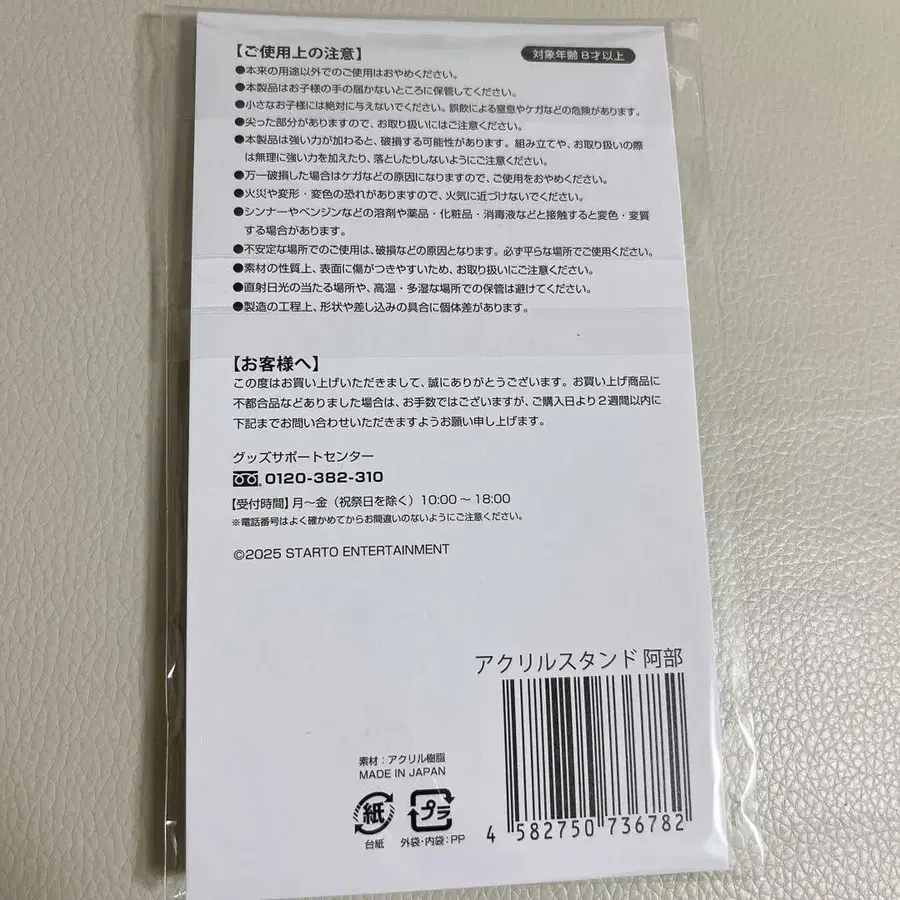 【ご使用上の注意】
対象年齢 8才以上
●本来の用途以外でのご使用はおやめください。
●本製品はお子様の手の届かないところに保管してください。
●小さなお子様には絶対に与えないでください。誤飲による窒息やケガなどの危険があります。
●尖った部分がありますので、お取り扱いにはご注意ください。
●本製品は強い力が加わると、破損する可能性があります。組み立てや、お取り扱いの際
は無理に強い力を加えたり、落としたりしないようにご注意ください。
●万一破損した場合はケガなどの原因になりますので、ご使用をおやめください。
●火災や変形・変色の恐れがありますので、火気に近づけないでください。
●シンナーやベンジンなどの溶剤や薬品・化粧品・消毒液などと接触すると変色・変質
する場合があります。
●不安定な場所でのご使用は、破損などの原因となります。必ず平らな場所でご使用ください。
●素材の性質上、表面に傷がつきやすいため、お取り扱いにご注意ください。
●直射日光の当たる場所や、高温・多湿な場所での保管は避けてください。
●製造の工程上、形状や差し込みの具合に個体差があります。
【お客様へ】
この度はお買い上げいただきまして、誠にありがとうございます。お買い上げ商品に
不都合品などありました場合は、お手数ではございますが、ご購入日より2週間以内に
下記までお問い合わせいただきますようお願い申し上げます。
グッズサポートセンター
0120-382-310
【受付時間】月～金（祝祭日を除く）10:00～18:00
※電話番号はよく確かめてからお間違いのないようにご注意ください。
©2025 STARTO ENTERTAINMENT
アクリルスタンド 阿部
素材：アクリル樹脂
MADE IN JAPAN
紙
プラ
台紙
外袋・内袋：PP
4 582750 736782